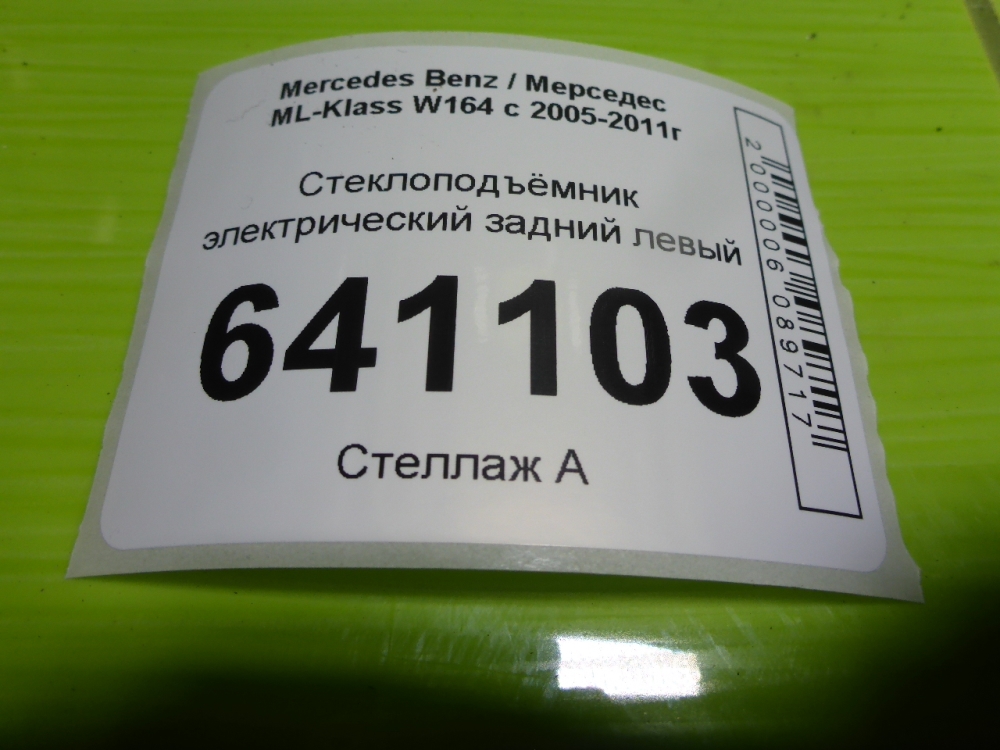 Mercedes Benz / Мерседес
ML-Klass W164 с 2005-2011г
Стеклоподъёмник
электрический задний левый
641103
Стеллаж А
2000006089717